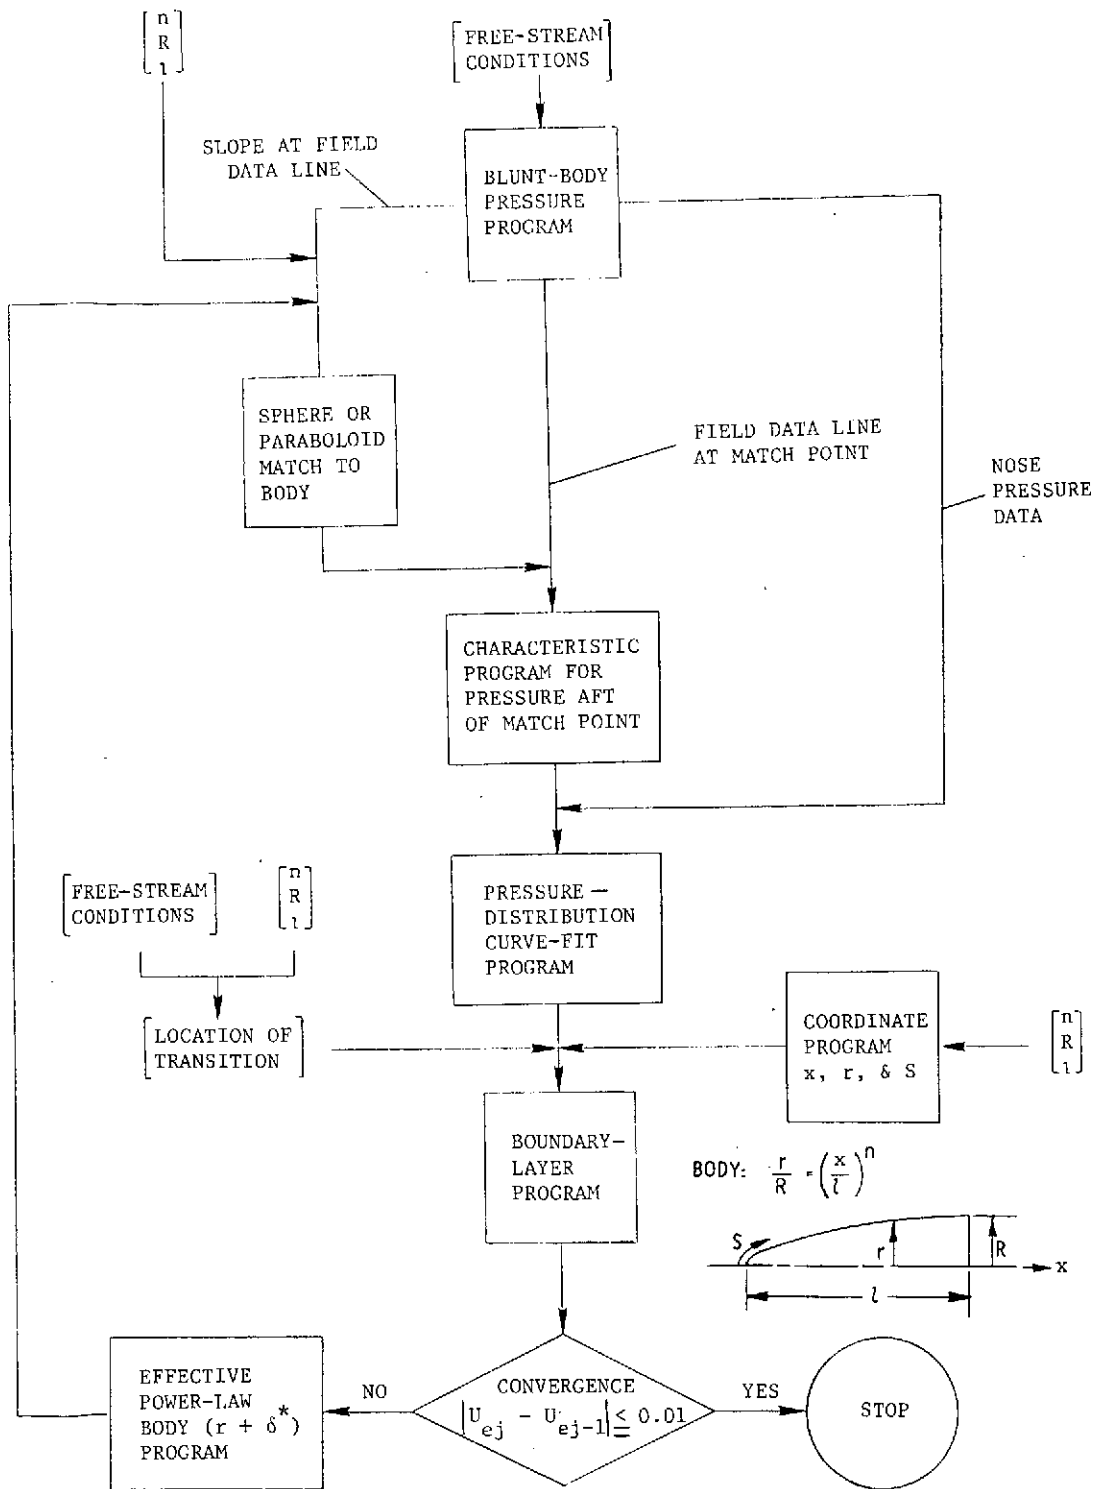 n
R
l
FREE-STREAM
CONDITIONS
SLOPE AT FIELD
DATA LINE
BLUNT-BODY
PRESSURE
PROGRAM
SPHERE OR
PARABOLOID
MATCH TO
BODY
FIELD DATA LINE
AT MATCH POINT
NOSE
PRESSURE
DATA
CHARACTERISTIC
PROGRAM FOR
PRESSURE AFT
OF MATCH POINT
FREE-STREAM
CONDITIONS
n
R
l
PRESSURE —
DISTRIBUTION
CURVE-FIT
PROGRAM
LOCATION OF
TRANSITION
COORDINATE
PROGRAM
x, r, & S
n
R
l
BOUNDARY-
LAYER
PROGRAM
BODY: r/R = (x/l)^n
S
r
R
x
l
EFFECTIVE
POWER-LAW
BODY (r + δ*)
PROGRAM
NO
CONVERGENCE
|U_ej - U_ej-1| ≤ 0.01
YES
STOP